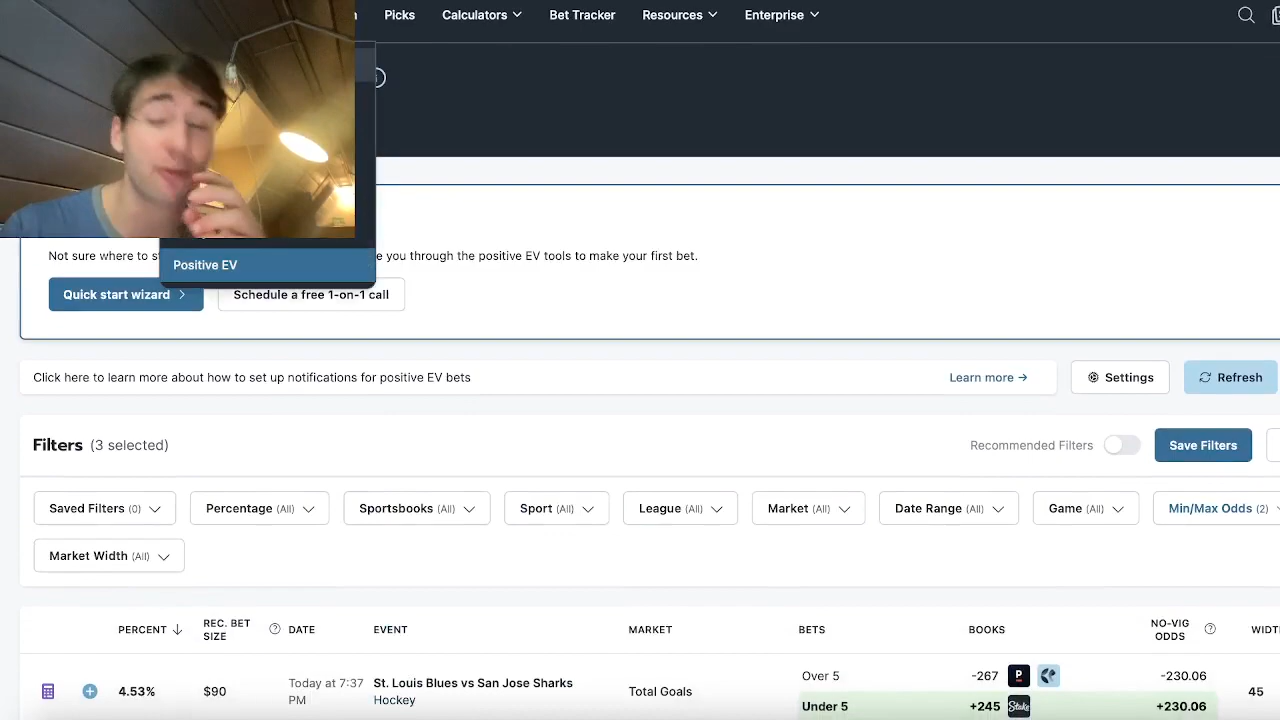 Picks Calculators Bet Tracker Resources Enterprise
Not sure where to s
e you through the positive EV tools to make your first bet.
Positive EV
Quick start wizard
Schedule a free 1-on-1 call
Click here to learn more about how to set up notifications for positive EV bets
Learn more →
Settings
Refresh
Filters (3 selected)
Recommended Filters
Save Filters
Saved Filters (0) Percentage (All) Sportsbooks (All) Sport (All) League (All) Market (All) Date Range (All) Game (All) Min/Max Odds (2)
Market Width (All)
PERCENT ↓ REC. BET SIZE ? DATE EVENT MARKET BETS BOOKS NO-VIG ODDS ? WIDT
4.53% $90 Today at 7:37 PM
St. Louis Blues vs San Jose Sharks
Hockey
Total Goals
Over 5 -267 P -230.06
45
Under 5 +245 Stake +230.06